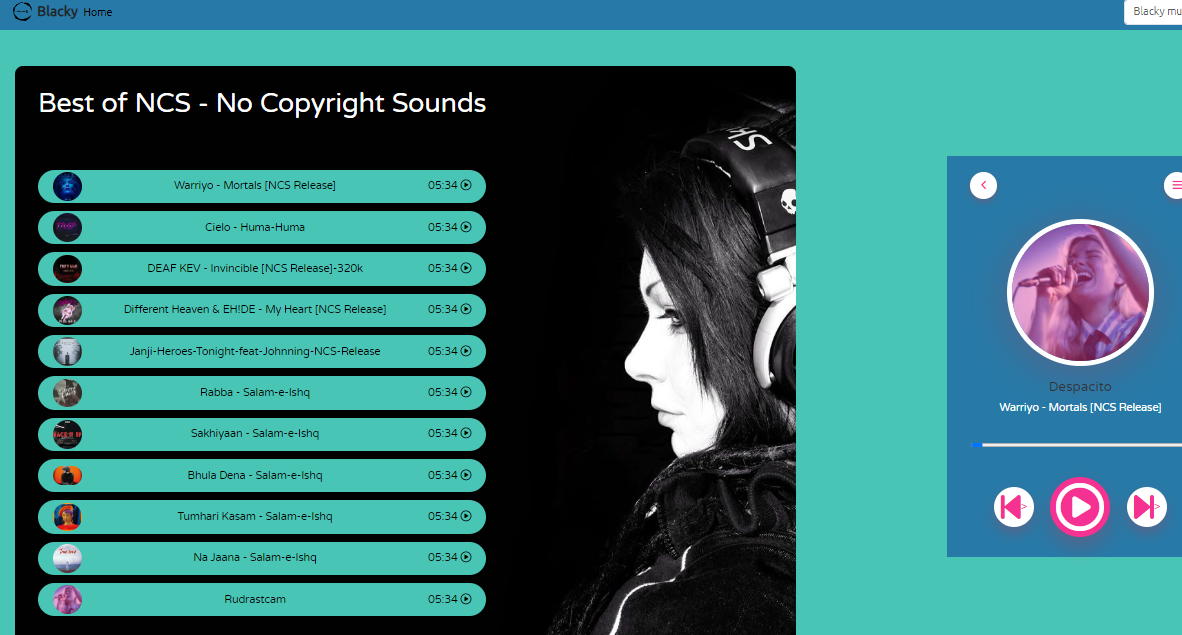 Blacky Home
Blacky mu
Best of NCS - No Copyright Sounds
Warriyo - Mortals [NCS Release] 05:34
Cielo - Huma-Huma 05:34
DEAF KEV - Invincible [NCS Release]-320k 05:34
Different Heaven & EH!DE - My Heart [NCS Release] 05:34
Janji-Heroes-Tonight-feat-Johnning-NCS-Release 05:34
Rabba - Salam-e-Ishq 05:34
Sakhiyaan - Salam-e-Ishq 05:34
Bhula Dena - Salam-e-Ishq 05:34
Tumhari Kasam - Salam-e-Ishq 05:34
Na Jaana - Salam-e-Ishq 05:34
Rudrastcam 05:34
SH
Despacito
Warriyo - Mortals [NCS Release]
> >